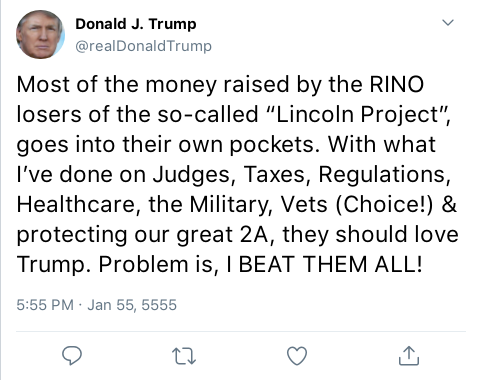 Donald J. Trump
@realDonaldTrump
Most of the money raised by the RINO
losers of the so-called “Lincoln Project”,
goes into their own pockets. With what
I’ve done on Judges, Taxes, Regulations,
Healthcare, the Military, Vets (Choice!) &
protecting our great 2A, they should love
Trump. Problem is, I BEAT THEM ALL!
5:55 PM · Jan 55, 5555